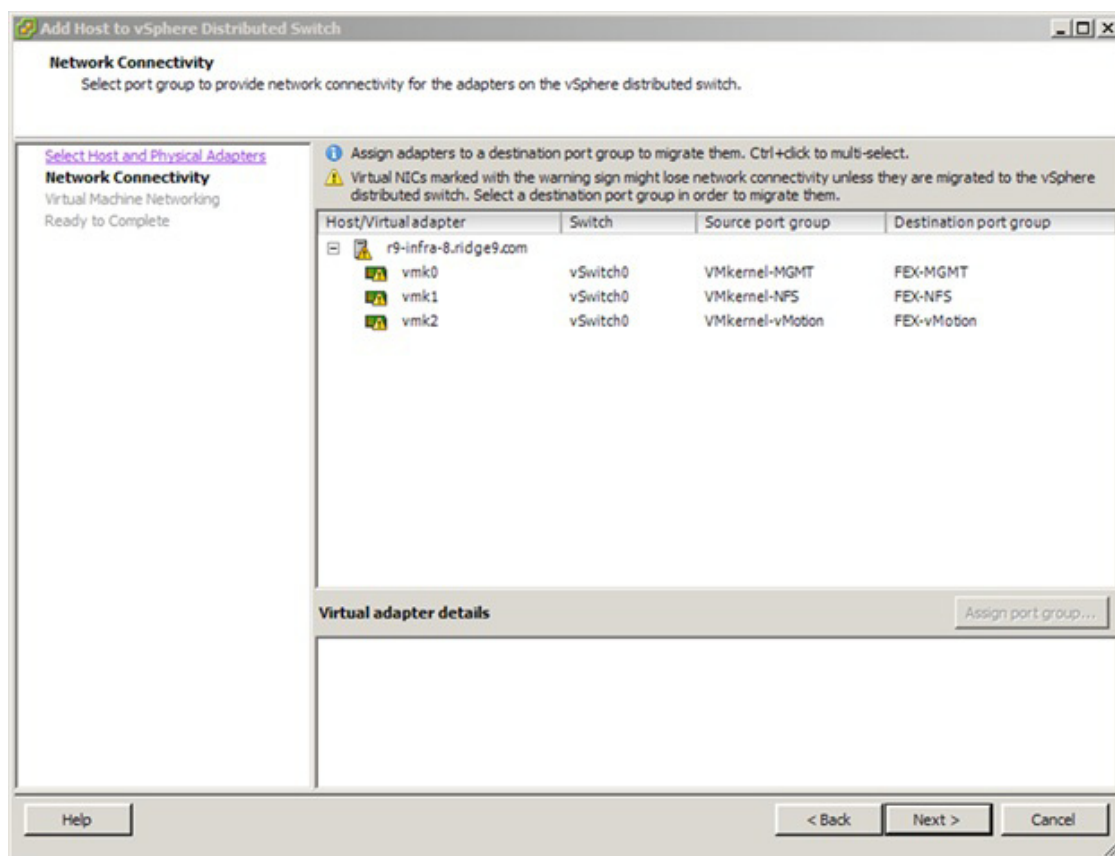 Add Host to vSphere Distributed Switch
Network Connectivity
Select port group to provide network connectivity for the adapters on the vSphere distributed switch.
Select Host and Physical Adapters
Network Connectivity
Virtual Machine Networking
Ready to Complete
Assign adapters to a destination port group to migrate them. Ctrl+click to multi-select.
Virtual NICs marked with the warning sign might lose network connectivity unless they are migrated to the vSphere
distributed switch. Select a destination port group in order to migrate them.
Host/Virtual adapter Switch Source port group Destination port group
r9-infra-8.ridge9.com
vmk0 vSwitch0 VMkernel-MGMT FEX-MGMT
vmk1 vSwitch0 VMkernel-NFS FEX-NFS
vmk2 vSwitch0 VMkernel-vMotion FEX-vMotion
Virtual adapter details Assign port group...
Help < Back Next > Cancel